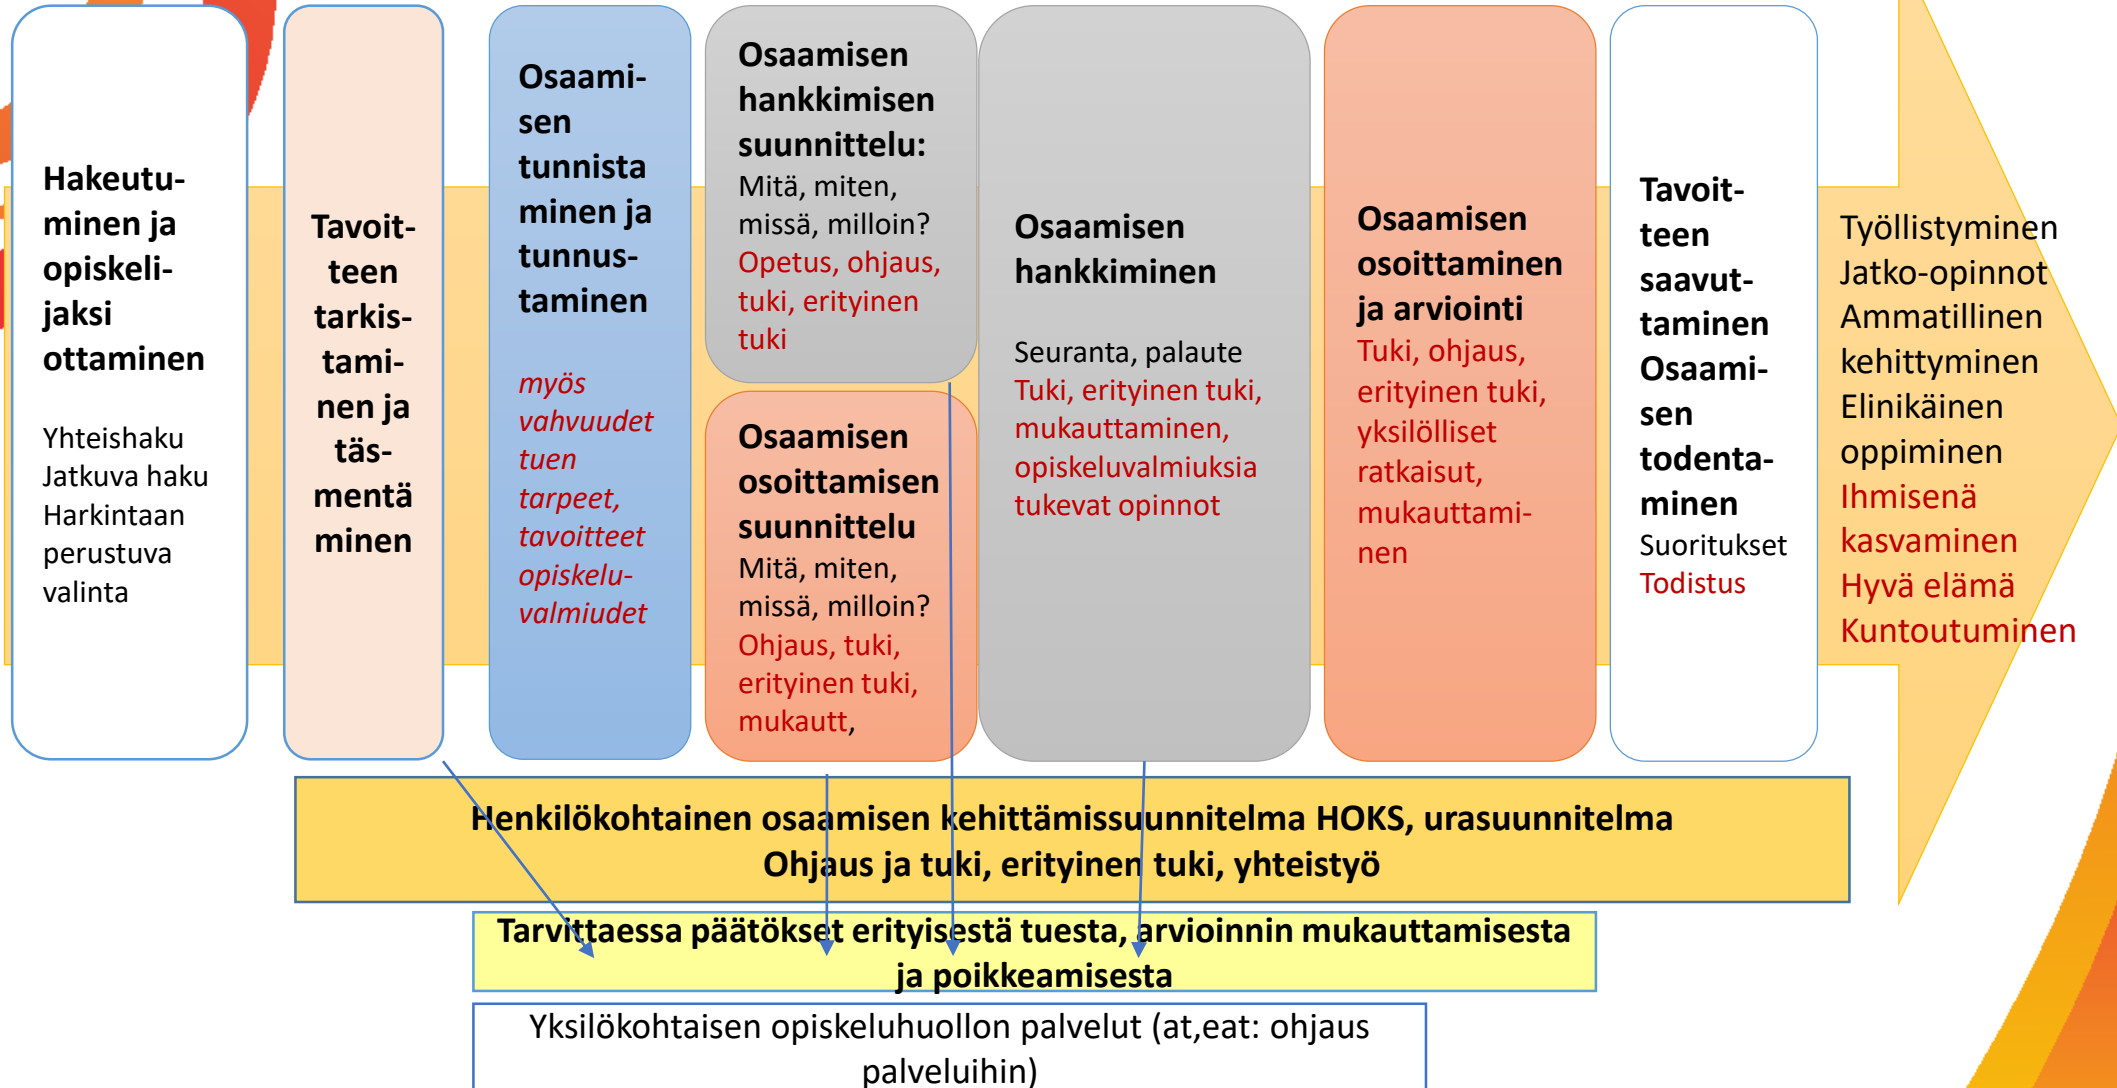 Hakeutu-
minen ja
opiskeli-
jaksi
ottaminen
Yhteishaku
Jatkuva haku
Harkintaan
perustuva
valinta
Tavoit-
teen
tarkis-
tami-
nen ja
täs-
mentä
minen
Osaami-
sen
tunnista
minen ja
tunnus-
taminen
myös
vahvuudet
tuen
tarpeet,
tavoitteet
opiskelu-
valmiudet
Osaamisen
hankkimisen
suunnittelu:
Mitä, miten,
missä, milloin?
Opetus, ohjaus,
tuki, erityinen
tuki
Osaamisen
osoittamisen
suunnittelu
Mitä, miten,
missä, milloin?
Ohjaus, tuki,
erityinen tuki,
mukautt,
Osaamisen
hankkiminen
Seuranta, palaute
Tuki, erityinen tuki,
mukauttaminen,
opiskeluvalmiuksia
tukevat opinnot
Osaamisen
osoittaminen
ja arviointi
Tuki, ohjaus,
erityinen tuki,
yksilölliset
ratkaisut,
mukauttami-
nen
Tavoit-
teen
saavut-
taminen
Osaami-
sen
todenta-
minen
Suoritukset
Todistus
Työllistyminen
Jatko-opinnot
Ammatillinen
kehittyminen
Elinikäinen
oppiminen
Ihmisenä
kasvaminen
Hyvä elämä
Kuntoutuminen
Henkilökohtainen osaamisen kehittämissuunnitelma HOKS, urasuunnitelma
Ohjaus ja tuki, erityinen tuki, yhteistyö
Tarvittaessa päätökset erityisestä tuesta, arvioinnin mukauttamisesta
ja poikkeamisesta
Yksilökohtaisen opiskeluhuollon palvelut (at,eat: ohjaus
palveluihin)